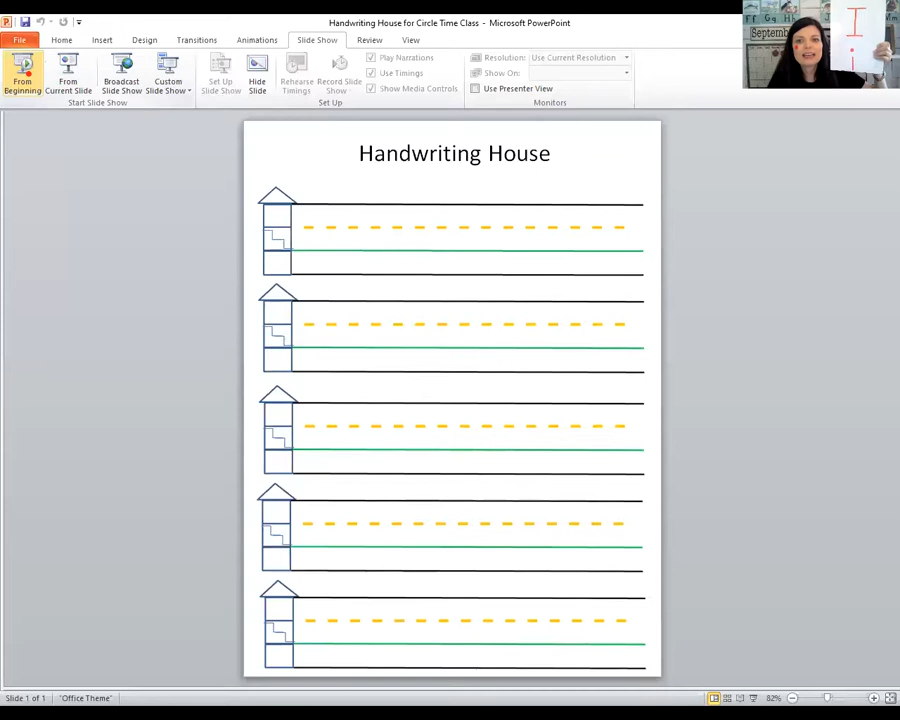 Handwriting House for Circle Time Class - Microsoft PowerPoint
File Home Insert Design Transitions Animations Slide Show Review View
From Beginning
From Current Slide
Broadcast Slide Show
Custom Slide Show
Start Slide Show
Set Up Slide Show
Hide Slide
Rehearse Timings
Record Slide Show
Play Narrations
Use Timings
Show Media Controls
Set Up
Resolution: Use Current Resolution
Show On:
Use Presenter View
Monitors
Septemb
Gg
I
i
Handwriting House
Slide 1 of 1 "Office Theme" 82%